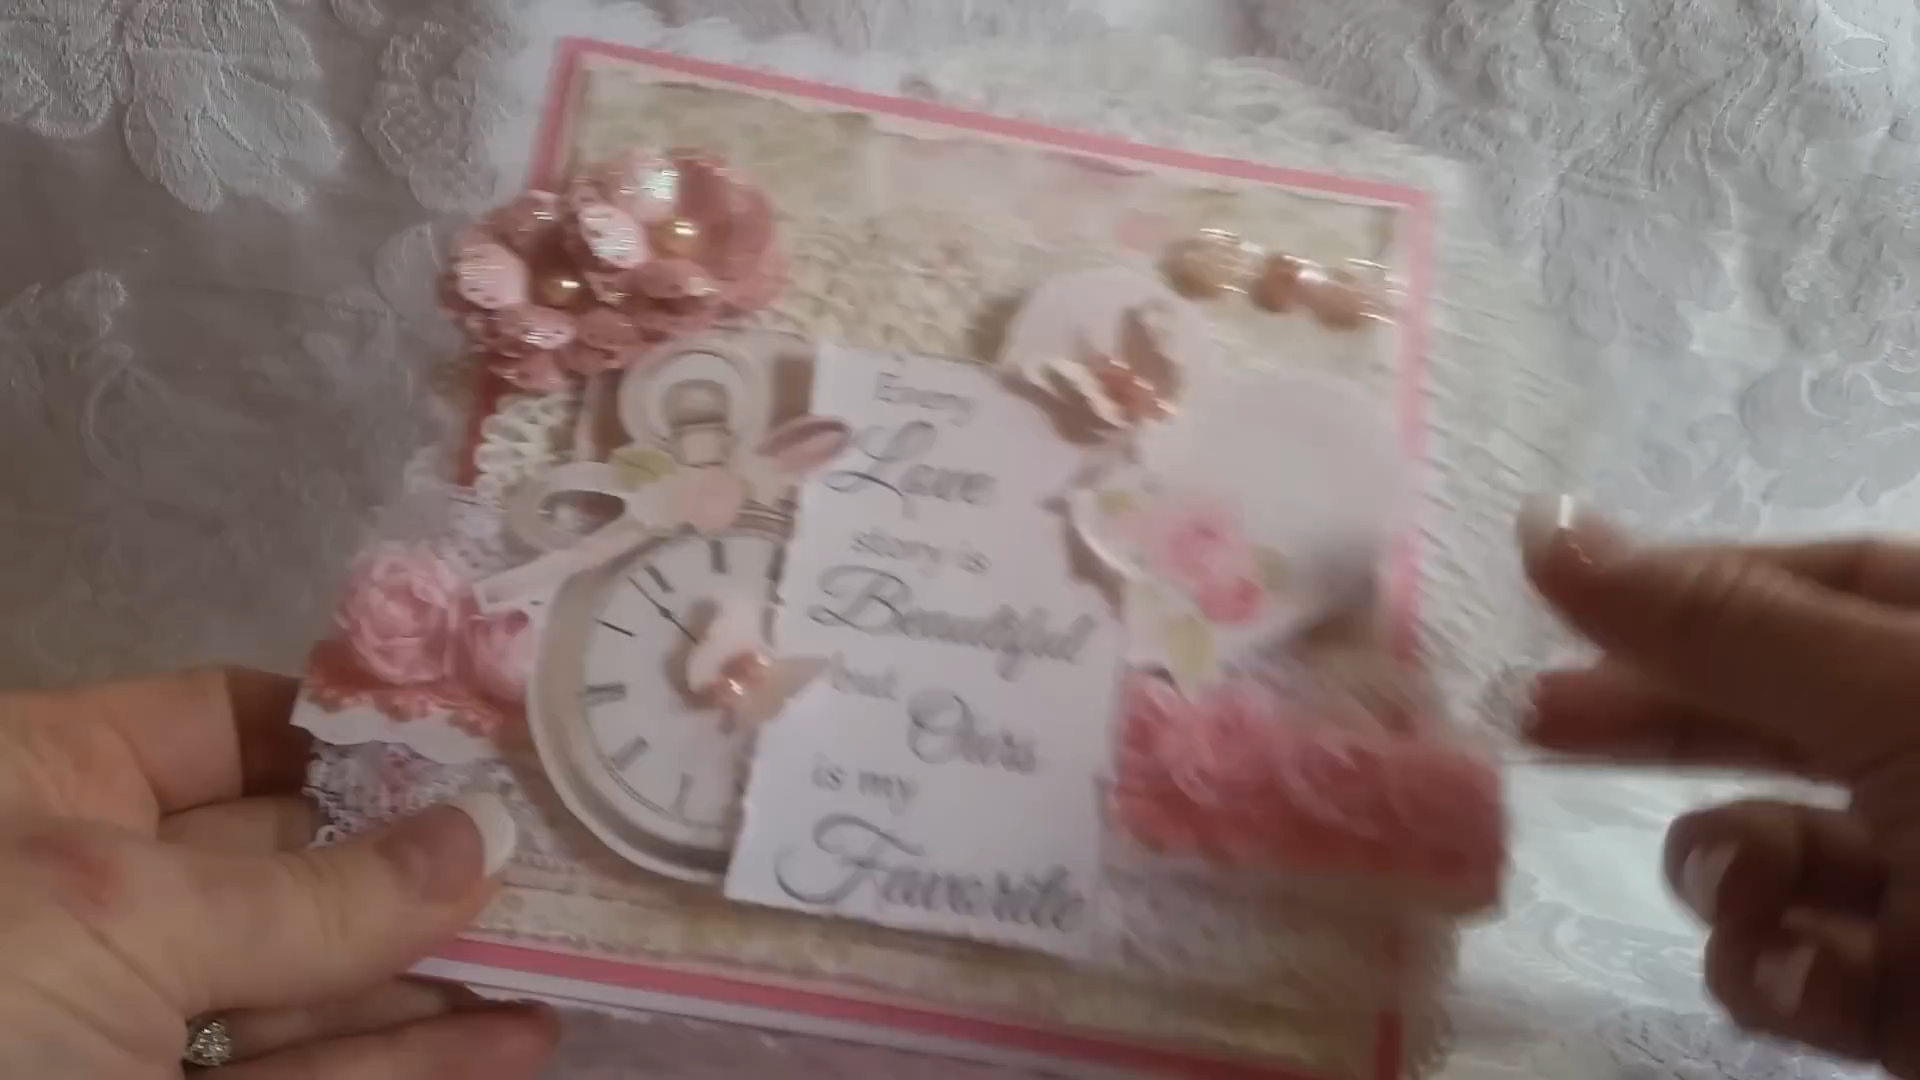 Every
Love
story is
Beautiful
but
Ours
is my
Favorite